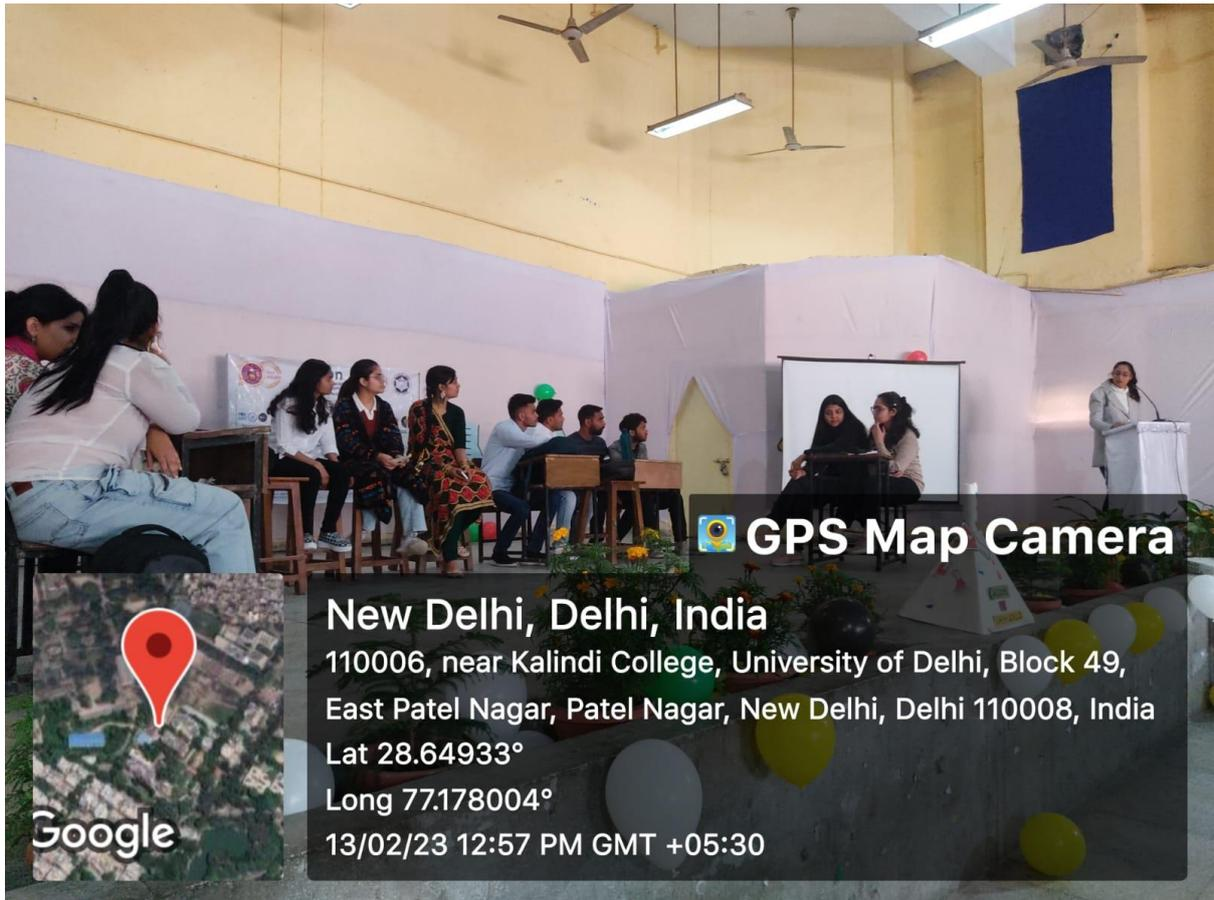 GPS Map Camera
New Delhi, Delhi, India
110006, near Kalindi College, University of Delhi, Block 49,
East Patel Nagar, Patel Nagar, New Delhi, Delhi 110008, India
Lat 28.64933°
Long 77.178004°
13/02/23 12:57 PM GMT +05:30
Google